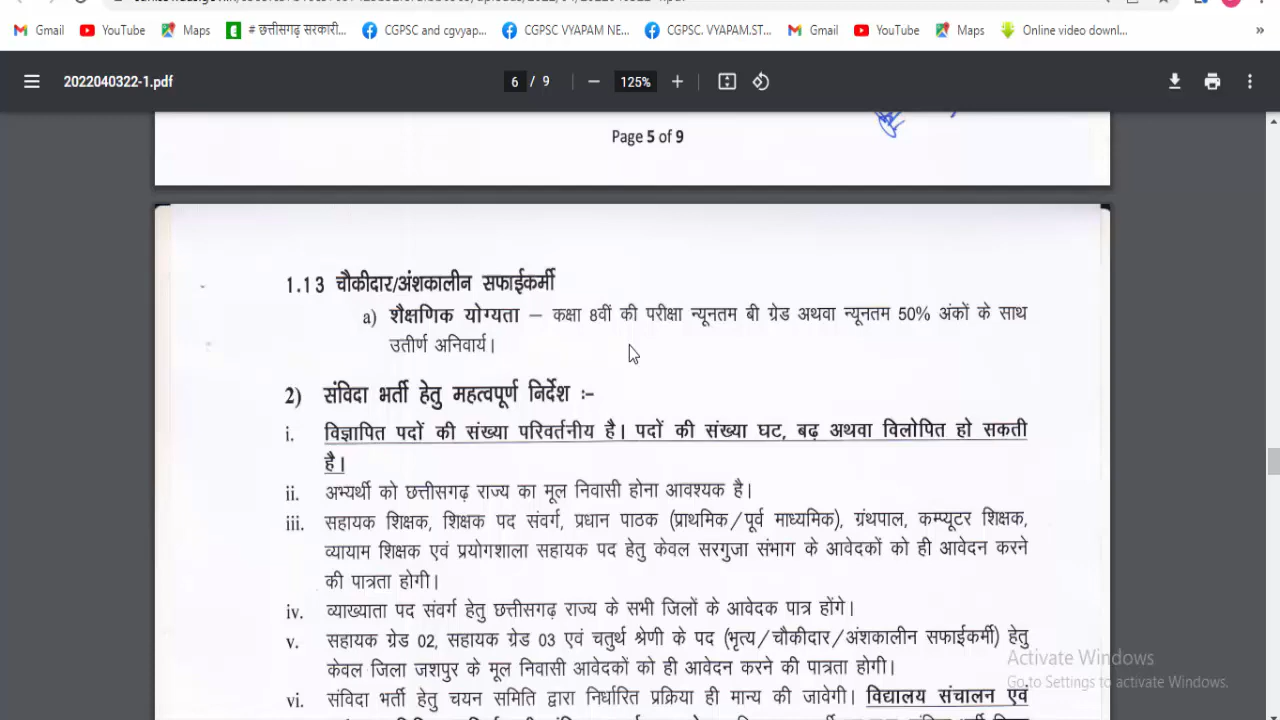 Gmail YouTube Maps # छत्तीसगढ़ सरकारी... CGPSC and cgvyap... CGPSC VYAPAM NE... CGPSC. VYAPAM.ST... Gmail YouTube Maps Online video downl... »
2022040322-1.pdf 6 / 9 − 125% +
Page 5 of 9
1.13 चौकीदार/अंशकालीन सफाईकर्मी
a) शैक्षणिक योग्यता – कक्षा 8वीं की परीक्षा न्यूनतम बी ग्रेड अथवा न्यूनतम 50% अंकों के साथ
उतीर्ण अनिवार्य।
2) संविदा भर्ती हेतु महत्वपूर्ण निर्देश :-
i. विज्ञापित पदों की संख्या परिवर्तनीय है। पदों की संख्या घट, बढ़ अथवा विलोपित हो सकती
है।
ii. अभ्यर्थी को छत्तीसगढ़ राज्य का मूल निवासी होना आवश्यक है।
iii. सहायक शिक्षक, शिक्षक पद संवर्ग, प्रधान पाठक (प्राथमिक/पूर्व माध्यमिक), ग्रंथपाल, कम्प्यूटर शिक्षक,
व्यायाम शिक्षक एवं प्रयोगशाला सहायक पद हेतु केवल सरगुजा संभाग के आवेदकों को ही आवेदन करने
की पात्रता होगी।
iv. व्याख्याता पद संवर्ग हेतु छत्तीसगढ़ राज्य के सभी जिलों के आवेदक पात्र होंगे।
v. सहायक ग्रेड 02, सहायक ग्रेड 03 एवं चतुर्थ श्रेणी के पद (भृत्य/चौकीदार/अंशकालीन सफाईकर्मी) हेतु
केवल जिला जशपुर के मूल निवासी आवेदकों को ही आवेदन करने की पात्रता होगी।
Activate Windows
Go to Settings to activate Windows.
vi. संविदा भर्ती हेतु चयन समिति द्वारा निर्धारित प्रक्रिया ही मान्य की जावेगी। विद्यालय संचालन एवं